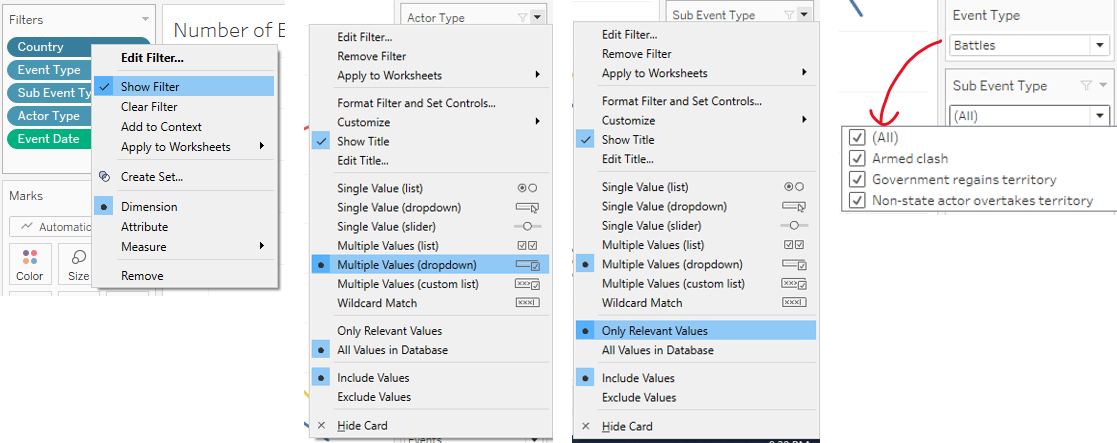 Filters
Country
Event Type
Sub Event Ty
Actor Type
Event Date
Marks
Automatic
Color
Size
Number of E
Edit Filter...
Show Filter
Clear Filter
Add to Context
Apply to Worksheets
Create Set...
Dimension
Attribute
Measure
Remove
Actor Type
Edit Filter...
Remove Filter
Apply to Worksheets
Format Filter and Set Controls...
Customize
Show Title
Edit Title...
Single Value (list)
Single Value (dropdown)
Single Value (slider)
Multiple Values (list)
Multiple Values (dropdown)
Multiple Values (custom list)
Wildcard Match
Only Relevant Values
All Values in Database
Include Values
Exclude Values
Hide Card
Events
Sub Event Type
Edit Filter...
Remove Filter
Apply to Worksheets
Format Filter and Set Controls...
Customize
Show Title
Edit Title...
Single Value (list)
Single Value (dropdown)
Single Value (slider)
Multiple Values (list)
Multiple Values (dropdown)
Multiple Values (custom list)
Wildcard Match
Only Relevant Values
All Values in Database
Include Values
Exclude Values
Hide Card
Event Type
Battles
Sub Event Type
(All)
(All)
Armed clash
Government regains territory
Non-state actor overtakes territory